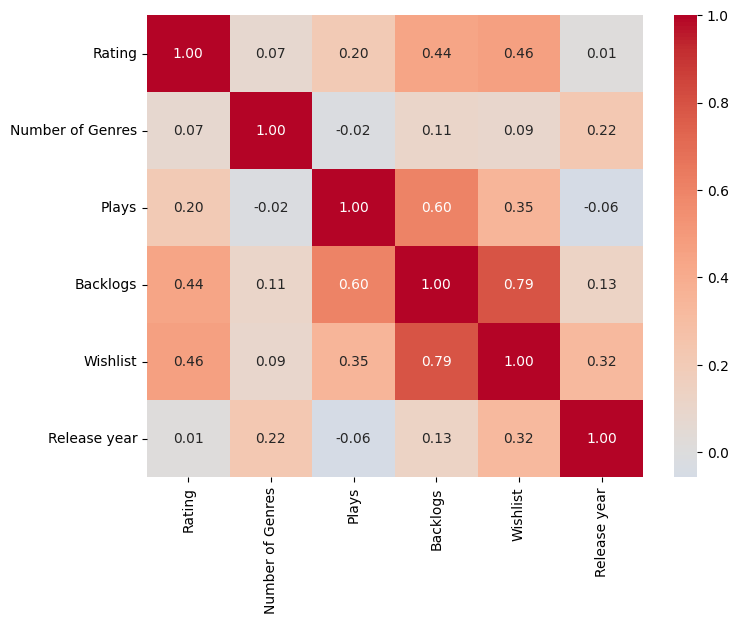 Rating 1.00 0.07 0.20 0.44 0.46 0.01
Number of Genres 0.07 1.00 -0.02 0.11 0.09 0.22
Plays 0.20 -0.02 1.00 0.60 0.35 -0.06
Backlogs 0.44 0.11 0.60 1.00 0.79 0.13
Wishlist 0.46 0.09 0.35 0.79 1.00 0.32
Release year 0.01 0.22 -0.06 0.13 0.32 1.00
Rating
Number of Genres
Plays
Backlogs
Wishlist
Release year
1.0
0.8
0.6
0.4
0.2
0.0